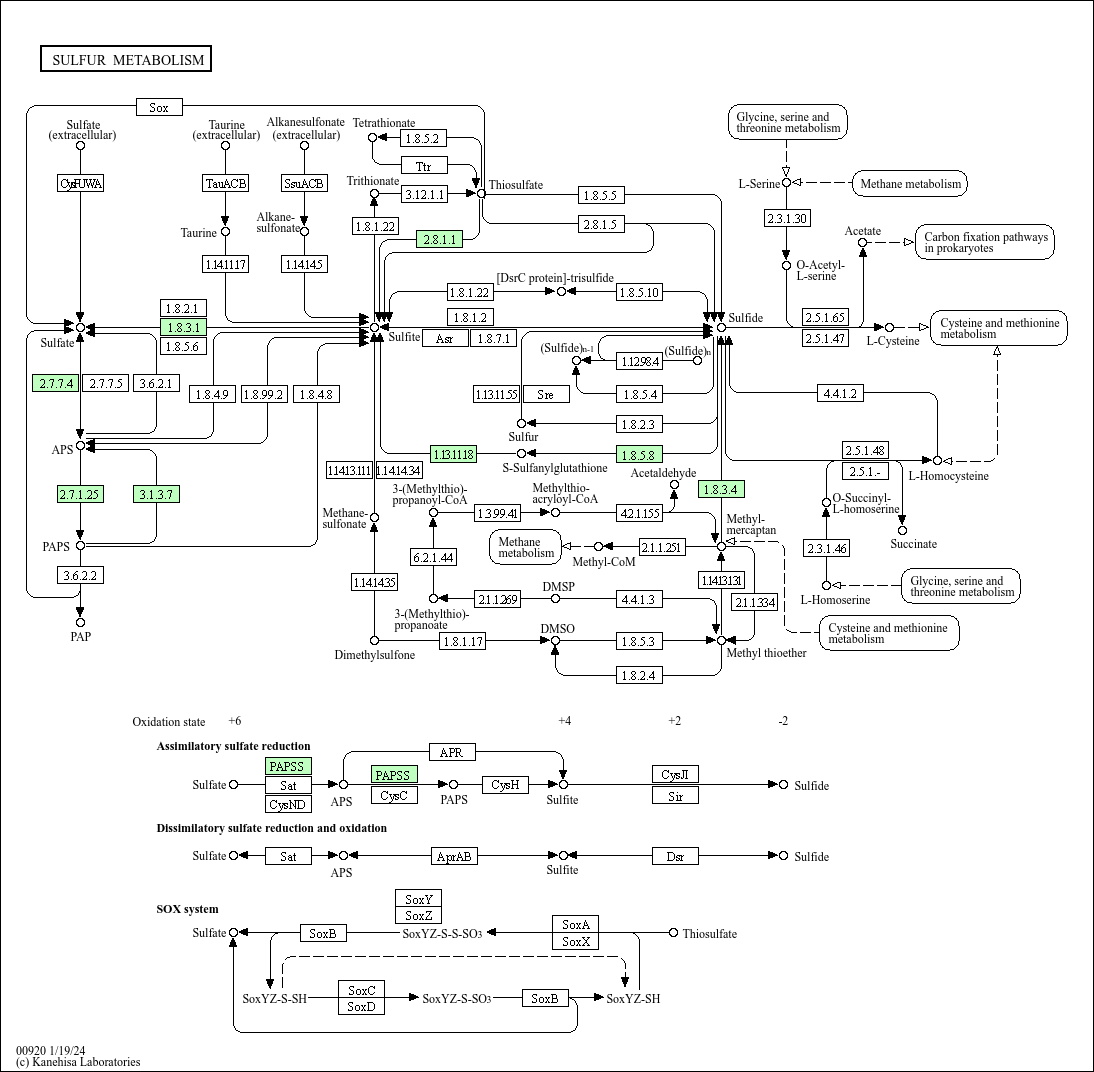 SULFUR METABOLISM
Sox
Sulfate
(extracellular)
Taurine
(extracellular)
Alkanesulfonate
(extracellular)
Tetrathionate
1.8.5.2
Ttr
Glycine, serine and
threonine metabolism
CysPUWA
TauACB
SsuACB
Trithionate
3.12.1.1
Thiosulfate
1.8.5.5
L-Serine
Methane metabolism
Taurine
Alkane-
sulfonate
1.8.1.22
2.8.1.1
2.8.1.5
2.3.1.30
Acetate
Carbon fixation pathways
in prokaryotes
1.14.11.17
1.14.14.5
[DsrC protein]-trisulfide
O-Acetyl-
L-serine
1.8.1.22
1.8.5.10
1.8.2.1
1.8.3.1
1.8.5.6
Sulfate
Sulfite
1.8.1.2
Asr
1.8.7.1
Sulfide
2.5.1.65
2.5.1.47
L-Cysteine
Cysteine and methionine
metabolism
(Sulfide)n-1
1.12.98.4
(Sulfide)n
2.7.7.4
2.7.7.5
3.6.2.1
1.8.4.9
1.8.99.2
1.8.4.8
1.13.11.55
Sre
1.8.5.4
4.4.1.2
1.8.2.3
Sulfur
APS
1.13.11.18
1.8.5.8
S-Sulfanylglutathione
2.5.1.48
2.5.1.-
L-Homocysteine
1.14.13.111
1.14.14.34
Acetaldehyde
2.7.1.25
3.1.3.7
3-(Methylthio)-
propanoyl-CoA
Methylthio-
acryloyl-CoA
1.8.3.4
O-Succinyl-
L-homoserine
Methane-
sulfonate
1.3.99.41
4.2.1.155
Methyl-
mercaptan
Succinate
PAPS
Methane
metabolism
Methyl-CoM
2.1.1.251
2.3.1.46
6.2.1.44
3.6.2.2
1.14.14.35
1.14.13.131
L-Homoserine
Glycine, serine and
threonine metabolism
2.1.1.269
DMSP
4.4.1.3
2.1.1.334
3-(Methylthio)-
propanoate
PAP
DMSO
Cysteine and methionine
metabolism
Dimethylsulfone
1.8.1.17
1.8.5.3
Methyl thioether
1.8.2.4
Oxidation state +6 +4 +2 -2
Assimilatory sulfate reduction
APR
PAPSS
PAPSS
CysJI
Sulfate
Sat
APS
CysC
PAPS
CysH
Sulfite
Sir
Sulfide
CysND
Dissimilatory sulfate reduction and oxidation
Sulfate
Sat
APS
AprAB
Sulfite
Dsr
Sulfide
SOX system
SoxY
SoxZ
Sulfate
SoxB
SoxYZ-S-S-SO3
SoxA
SoxX
Thiosulfate
SoxYZ-S-SH
SoxC
SoxD
SoxYZ-S-SO3
SoxB
SoxYZ-SH
00920 1/19/24
(c) Kanehisa Laboratories